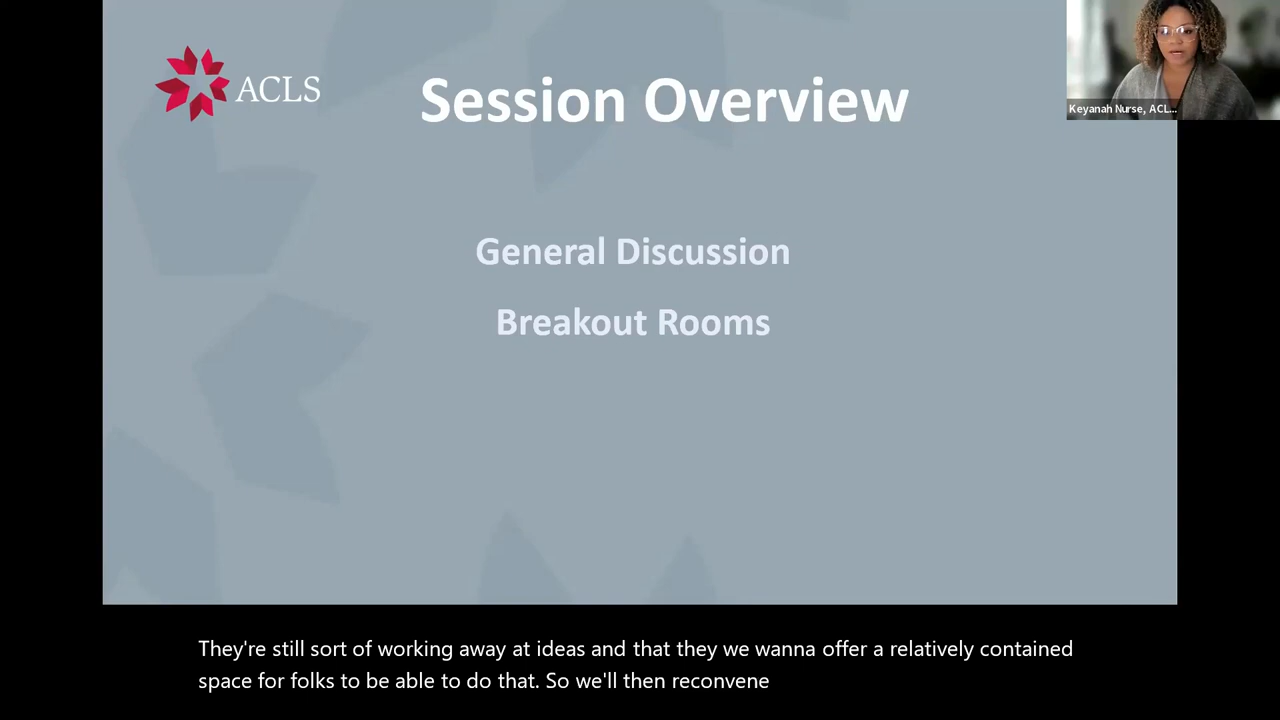 ACLS
Session Overview
Keyanah Nurse, ACL...
General Discussion
Breakout Rooms
They're still sort of working away at ideas and that they we wanna offer a relatively contained
space for folks to be able to do that. So we'll then reconvene